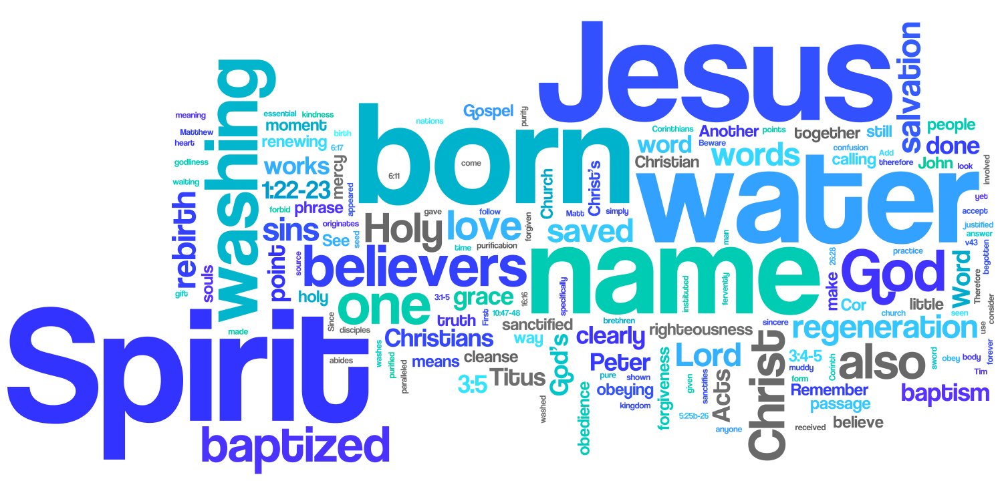 Jesus
salvation
washing
born
Gospel
purify
nations
essential
kindness
meaning
moment
Matthew
birth
heart
renewing
6:17
godliness
works
mercy
waiting
1:22-23
appeared
forbid
phrase
rebirth
sins
originates
See
seed
point
source
souls
gift
holy
come
6:11
Church
Christ's
Corinthians
Another
points
together
still
people
word
Beware
words
confusion
Add
done
Christian
calling
therefore
John
look
involved
water
yet
accept
justified
answer
v43
begotten
gave
follow
Matt
simply
Holy
love
forgiven
saved
man
time
purification
believers
name
26:28
practice
God
Word
Therefore
make
specifically
instituted
fervently
one
3:1-5
grace
16:16
Cor
little
church
seen
consider
Spirit
Since
disciples
made
truth
First
10:47-48
sanctified
brethren
righteousness
sincere
regeneration
use
Christians
way
clearly
Christ
abides
washes
purified
paralleled
means
cleanse
God's
Peter
forgiveness
Lord
3:4-5
muddy
Corinth
also
sword
obey
body
forever
Tim
3:5
Titus
pure
shown
given
sanctifies
Acts
form
obeying
obedience
Remember
baptism
washed
kingdom
passage
5:25b-26
anyone
received
believe
baptized